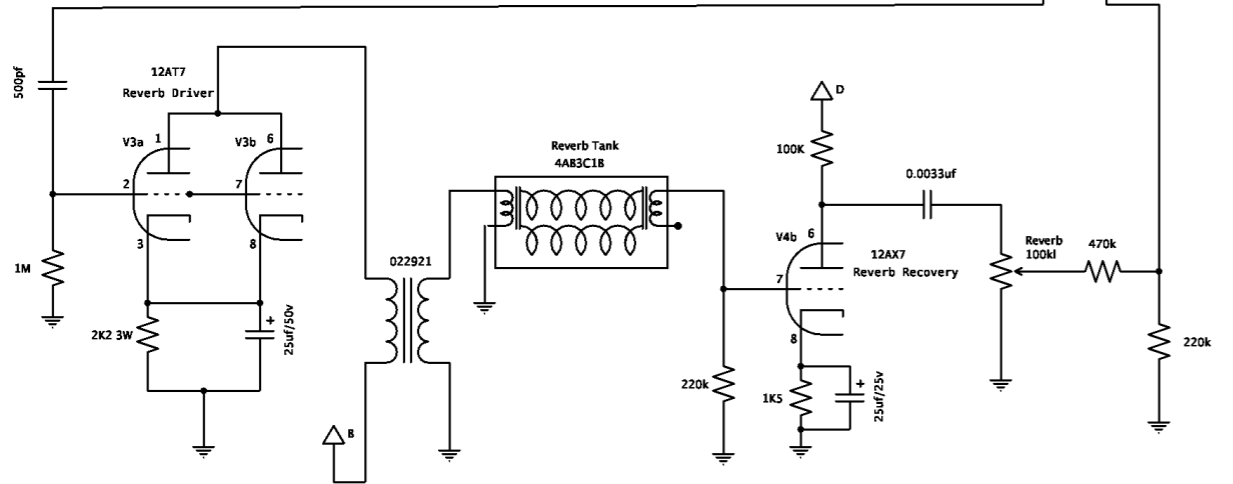 500pf
12AT7
Reverb Driver
V3a
1
V3b
6
2
7
3
8
1M
2K2 3W
+
25uf/50v
B
022921
Reverb Tank
4AB3C1B
220k
D
100K
V4b
6
7
8
12AX7
Reverb Recovery
1K5
+
25uf/25v
0.0033uf
Reverb
100kl
470k
220k